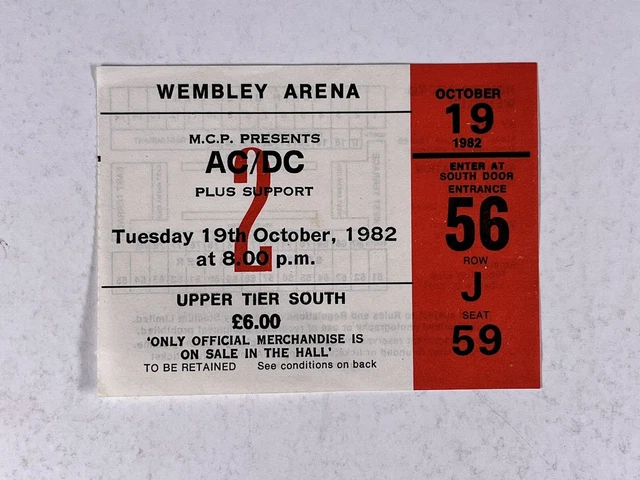 WEMBLEY ARENA
M.C.P. PRESENTS
AC/DC
PLUS SUPPORT
2
Tuesday 19th October, 1982
at 8.00 p.m.
UPPER TIER SOUTH
£6.00
'ONLY OFFICIAL MERCHANDISE IS
ON SALE IN THE HALL'
TO BE RETAINED See conditions on back
OCTOBER
19
1982
ENTER AT
SOUTH DOOR
ENTRANCE
56
ROW
J
SEAT
59